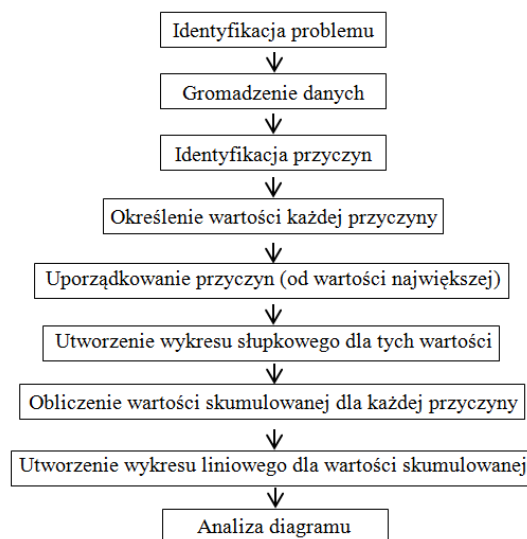 Identyfikacja problemu
Gromadzenie danych
Identyfikacja przyczyn
Określenie wartości każdej przyczyny
Uporządkowanie przyczyn (od wartości największej)
Utworzenie wykresu słupkowego dla tych wartości
Obliczenie wartości skumulowanej dla każdej przyczyny
Utworzenie wykresu liniowego dla wartości skumulowanej
Analiza diagramu